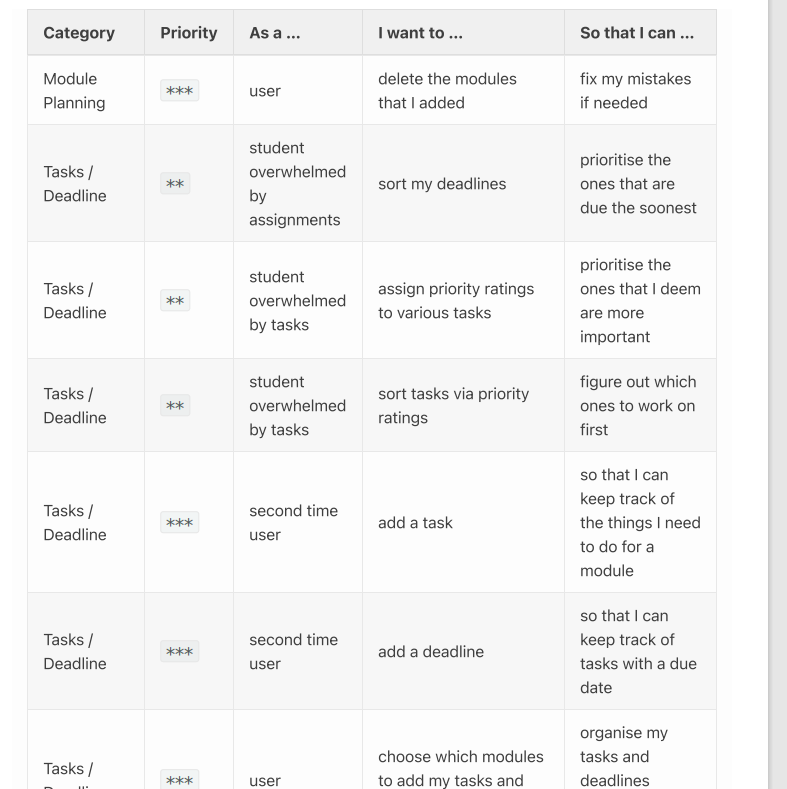 Category Priority As a ... I want to ... So that I can ...
Module
Planning
***
user
delete the modules
that I added
fix my mistakes
if needed
Tasks /
Deadline
**
student
overwhelmed
by
assignments
sort my deadlines
prioritise the
ones that are
due the soonest
Tasks /
Deadline
**
student
overwhelmed
by tasks
assign priority ratings
to various tasks
prioritise the
ones that I deem
are more
important
Tasks /
Deadline
**
student
overwhelmed
by tasks
sort tasks via priority
ratings
figure out which
ones to work on
first
Tasks /
Deadline
***
second time
user
add a task
so that I can
keep track of
the things I need
to do for a
module
Tasks /
Deadline
***
second time
user
add a deadline
so that I can
keep track of
tasks with a due
date
Tasks /
***
user
choose which modules
to add my tasks and
organise my
tasks and
deadlines